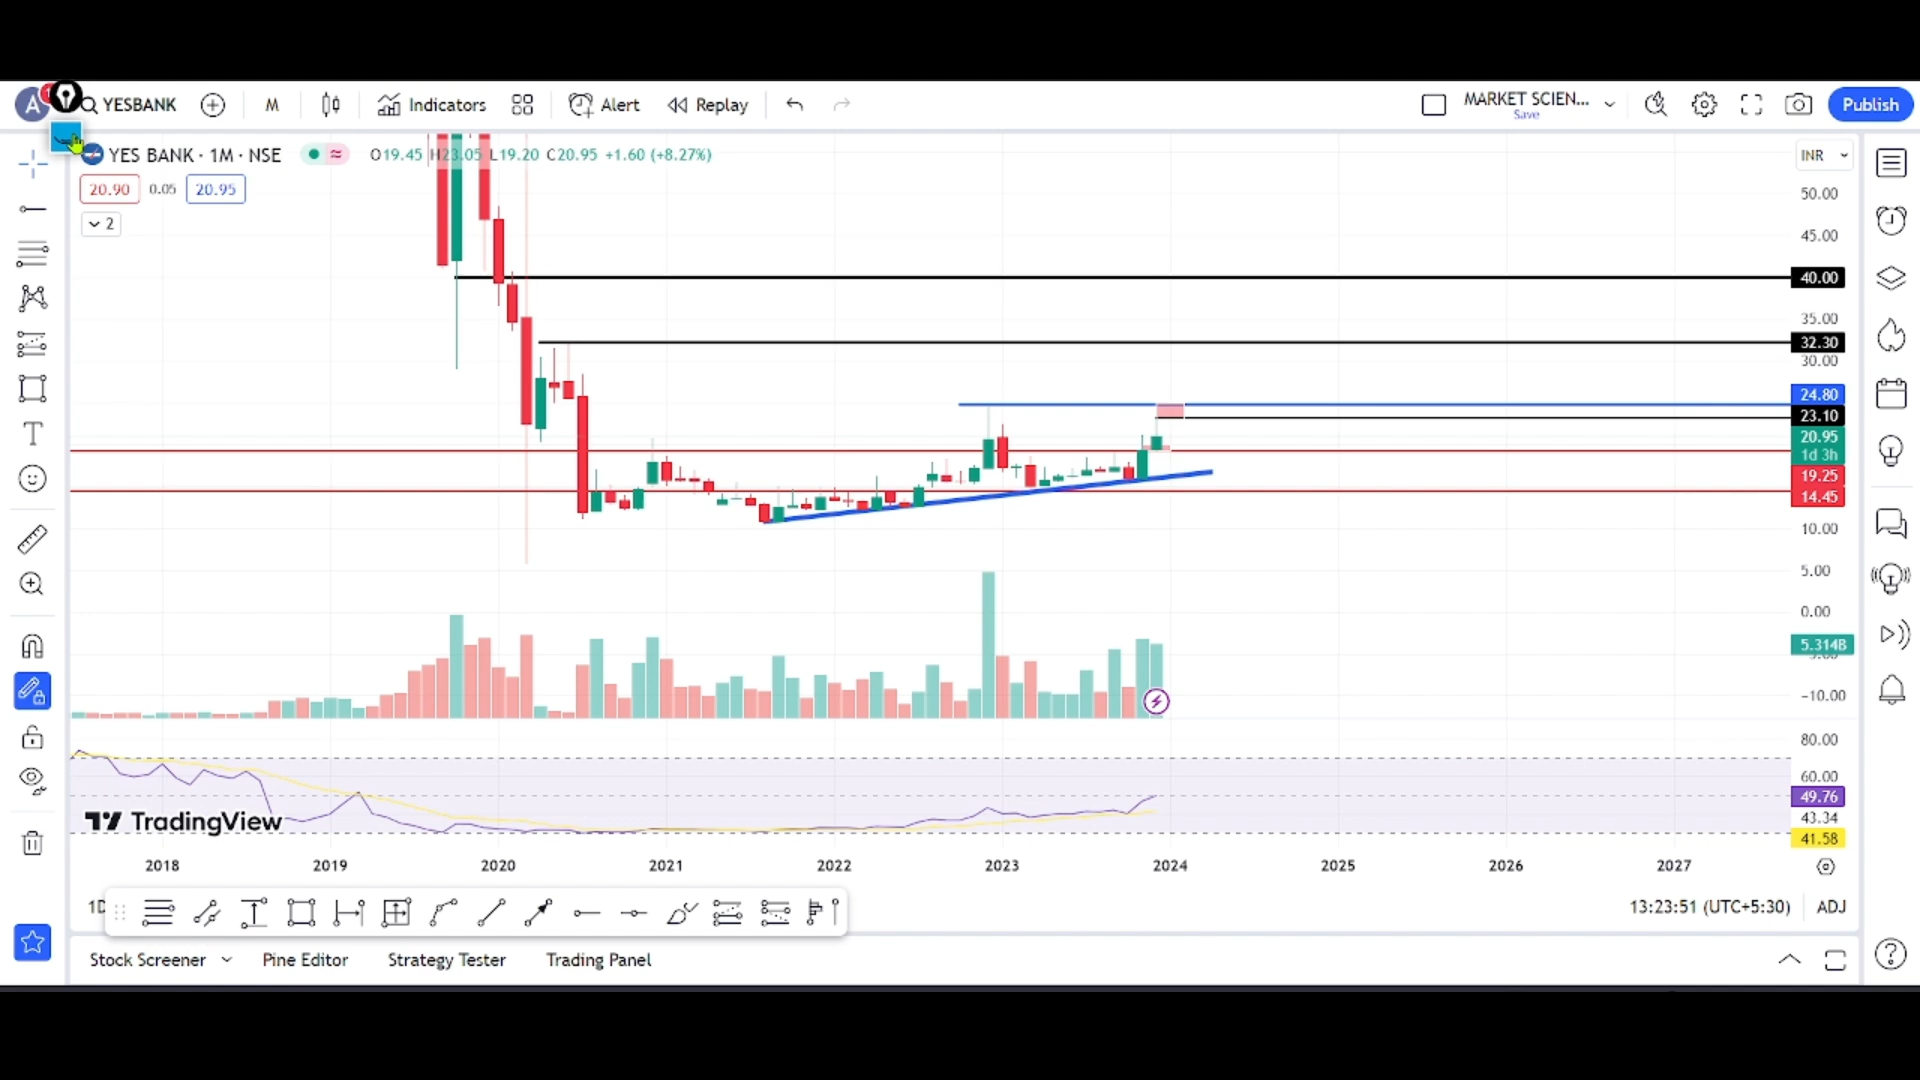 A
YESBANK
M
Indicators
Alert
Replay
MARKET SCIEN...
Save
Publish
YES BANK · 1M · NSE
O19.45 H23.05 L19.20 C20.95 +1.60 (+8.27%)
INR
20.90 0.05 20.95
2
50.00
45.00
40.00
35.00
32.30
30.00
24.80
23.10
20.95
1d 3h
19.25
14.45
10.00
5.00
0.00
5.314B
−10.00
80.00
60.00
49.76
43.34
41.58
TradingView
2018 2019 2020 2021 2022 2023 2024 2025 2026 2027
13:23:51 (UTC+5:30) ADJ
Stock Screener Pine Editor Strategy Tester Trading Panel